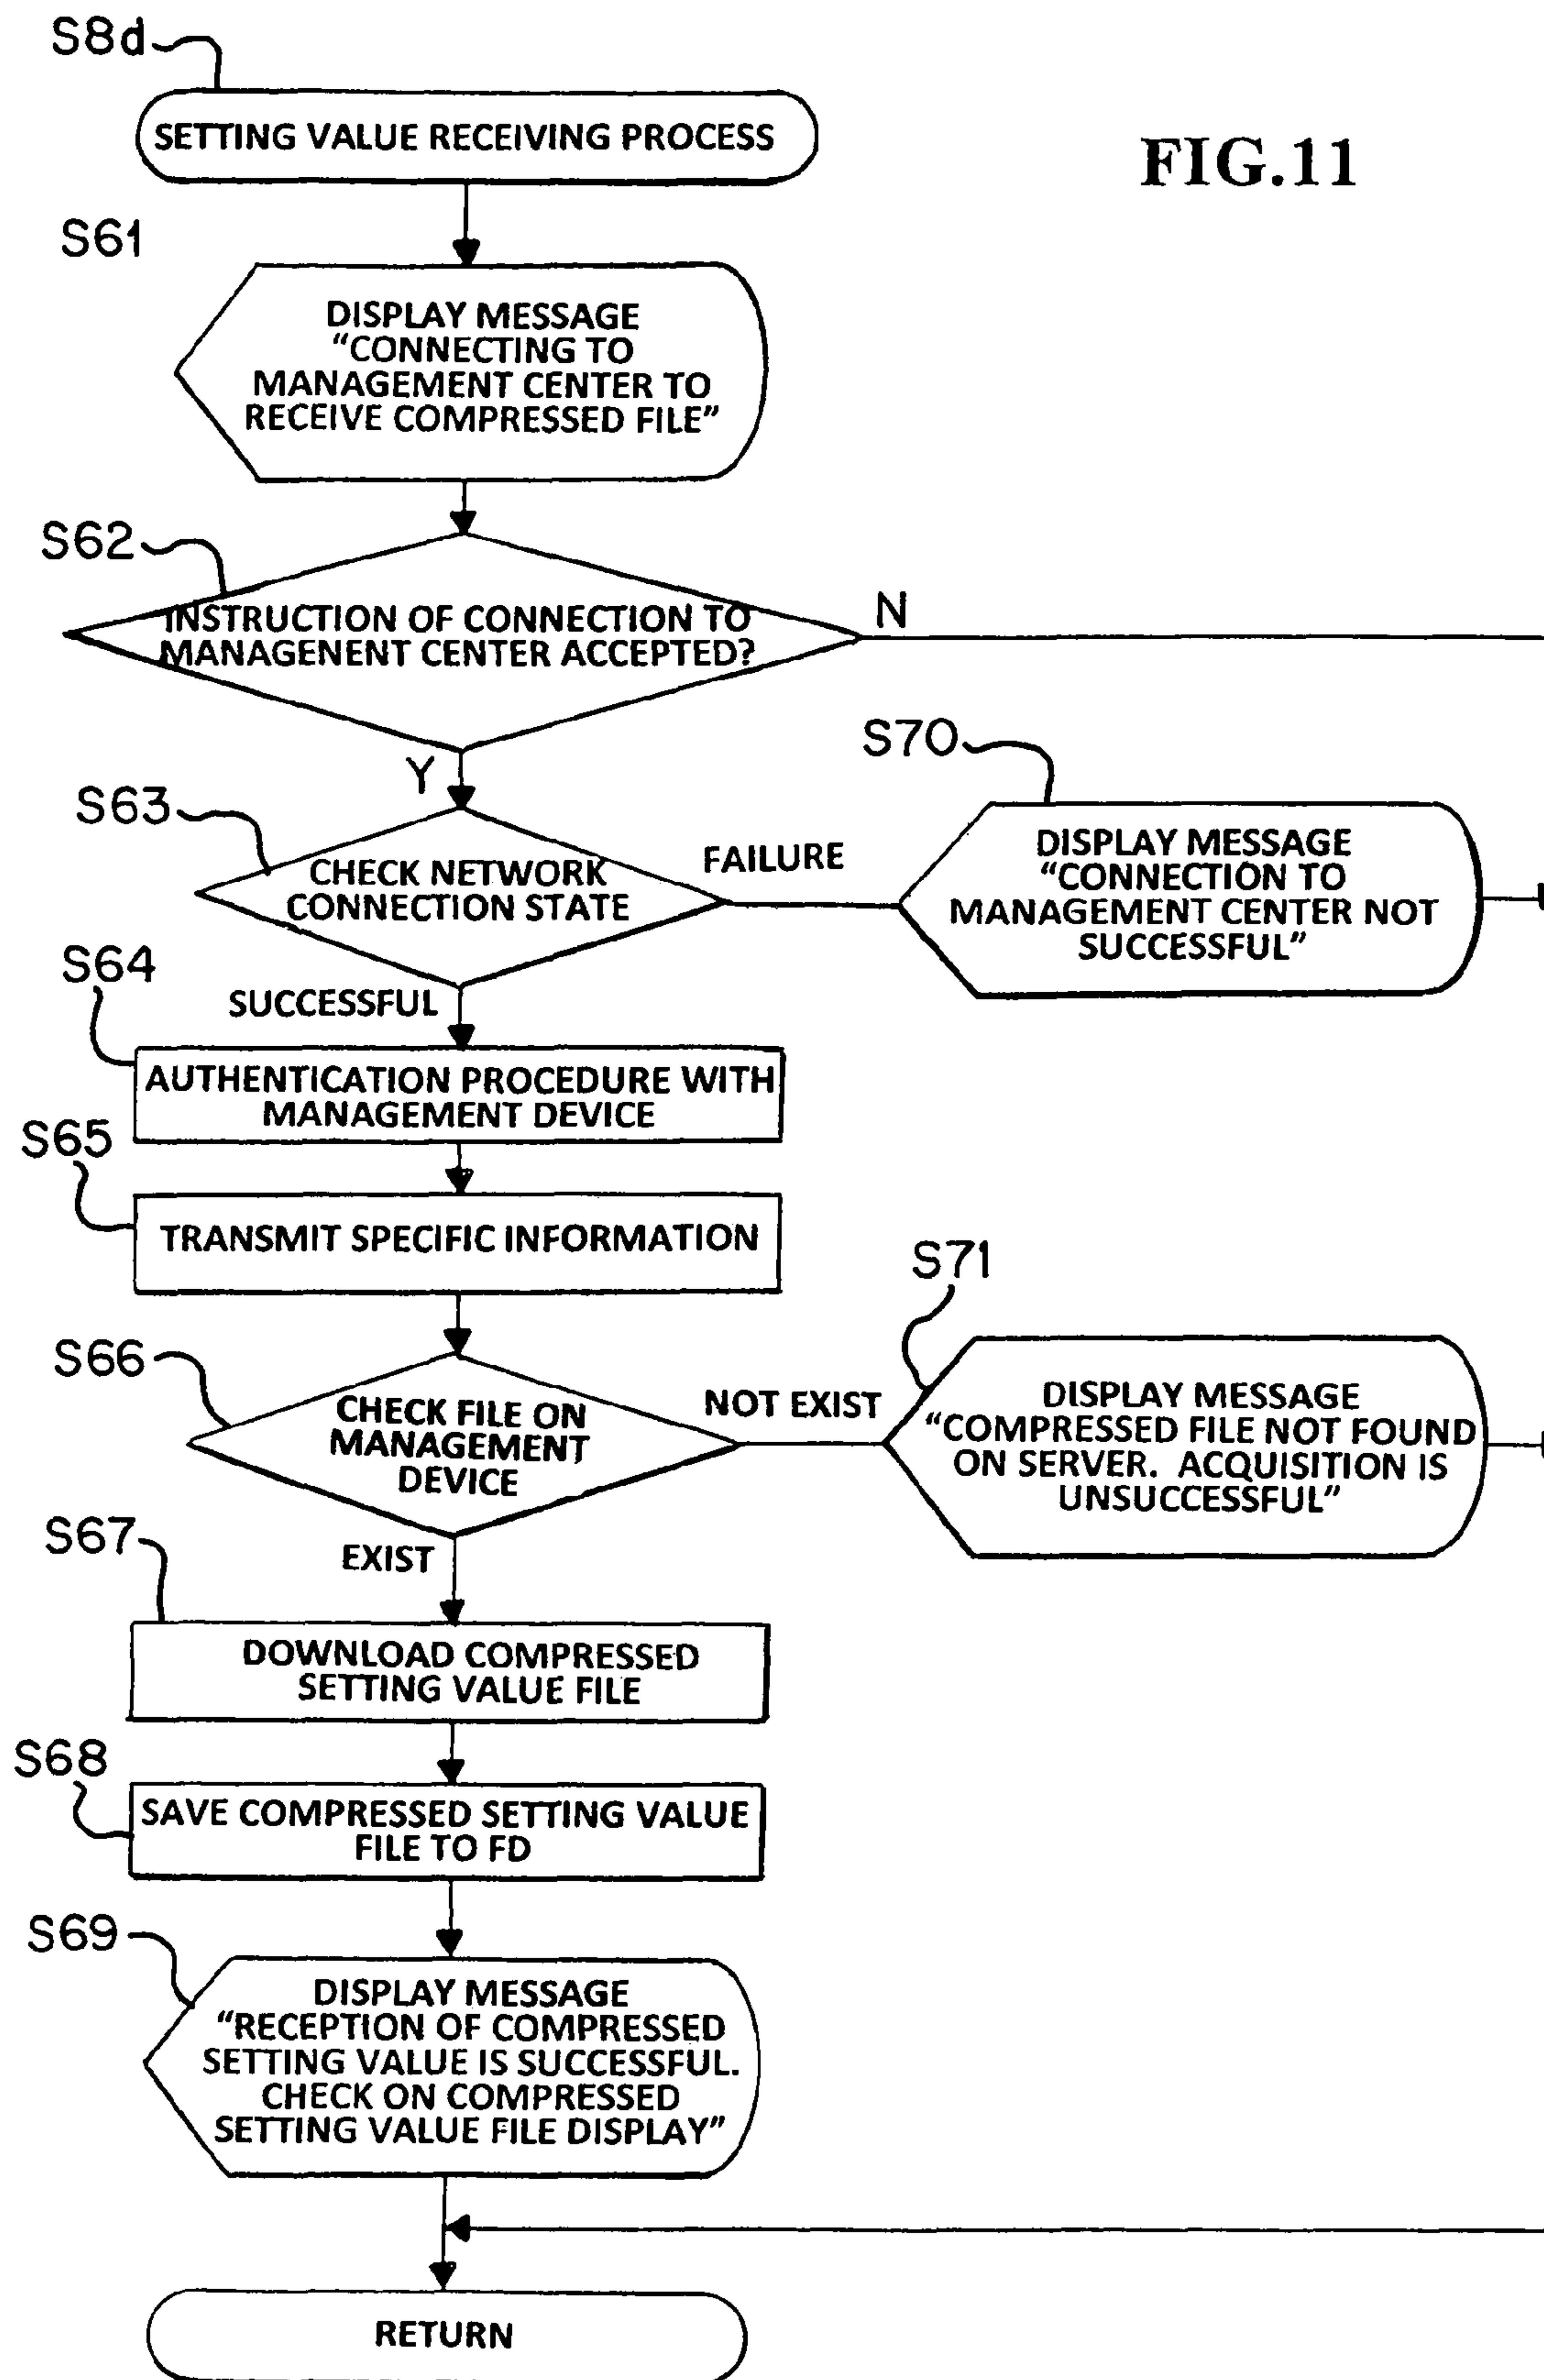 S8d
SETTING VALUE RECEIVING PROCESS
FIG.11
S61
DISPLAY MESSAGE
“CONNECTING TO
MANAGEMENT CENTER TO
RECEIVE COMPRESSED FILE”
S62
INSTRUCTION OF CONNECTION TO
MANAGENENT CENTER ACCEPTED?
N
Y
S70
DISPLAY MESSAGE
“CONNECTION TO
MANAGEMENT CENTER NOT
SUCCESSFUL”
S63
CHECK NETWORK
CONNECTION STATE
FAILURE
SUCCESSFUL
S64
AUTHENTICATION PROCEDURE WITH
MANAGEMENT DEVICE
S65
TRANSMIT SPECIFIC INFORMATION
S71
DISPLAY MESSAGE
“COMPRESSED FILE NOT FOUND
ON SERVER. ACQUISITION IS
UNSUCCESSFUL”
S66
CHECK FILE ON
MANAGEMENT
DEVICE
NOT EXIST
EXIST
S67
DOWNLOAD COMPRESSED
SETTING VALUE FILE
S68
SAVE COMPRESSED SETTING VALUE
FILE TO FD
S69
DISPLAY MESSAGE
“RECEPTION OF COMPRESSED
SETTING VALUE IS SUCCESSFUL.
CHECK ON COMPRESSED
SETTING VALUE FILE DISPLAY”
RETURN